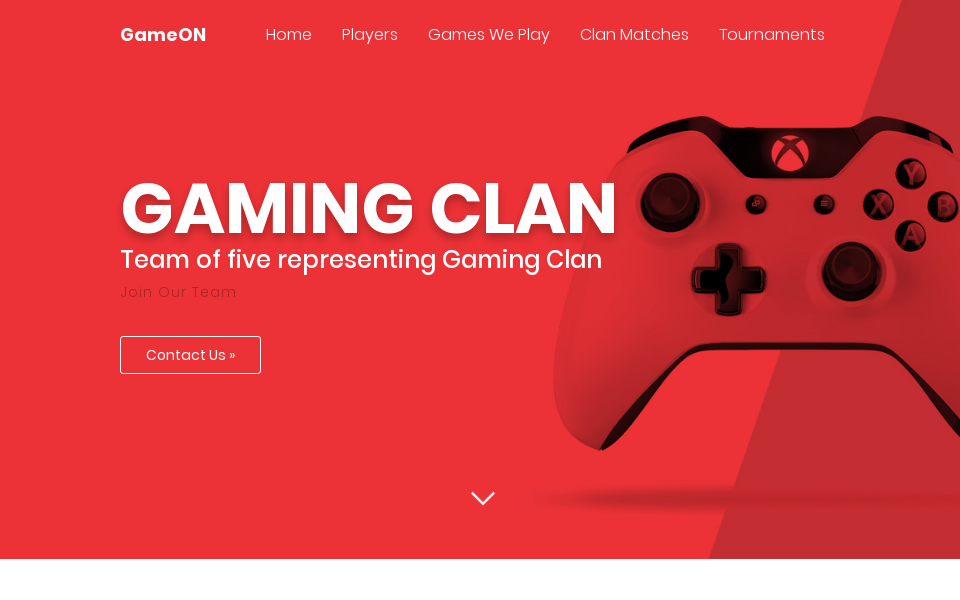 GameON Home Players Games We Play Clan Matches Tournaments
GAMING CLAN
Team of five representing Gaming Clan
Join Our Team
Contact Us »
Y
X B
A